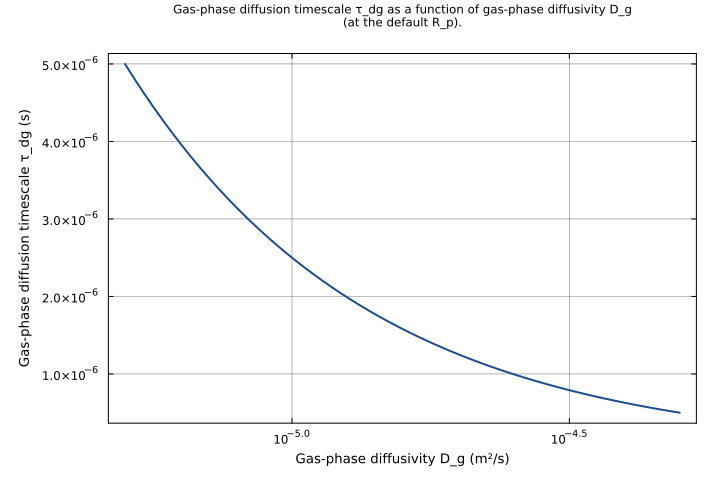 Gas-phase diffusion timescale τ_dg as a function of gas-phase diffusivity D_g
(at the default R_p).
Gas-phase diffusion timescale τ_dg (s)
5.0×10⁻⁶
4.0×10⁻⁶
3.0×10⁻⁶
2.0×10⁻⁶
1.0×10⁻⁶
10⁻⁵·⁰
10⁻⁴·⁵
Gas-phase diffusivity D_g (m²/s)